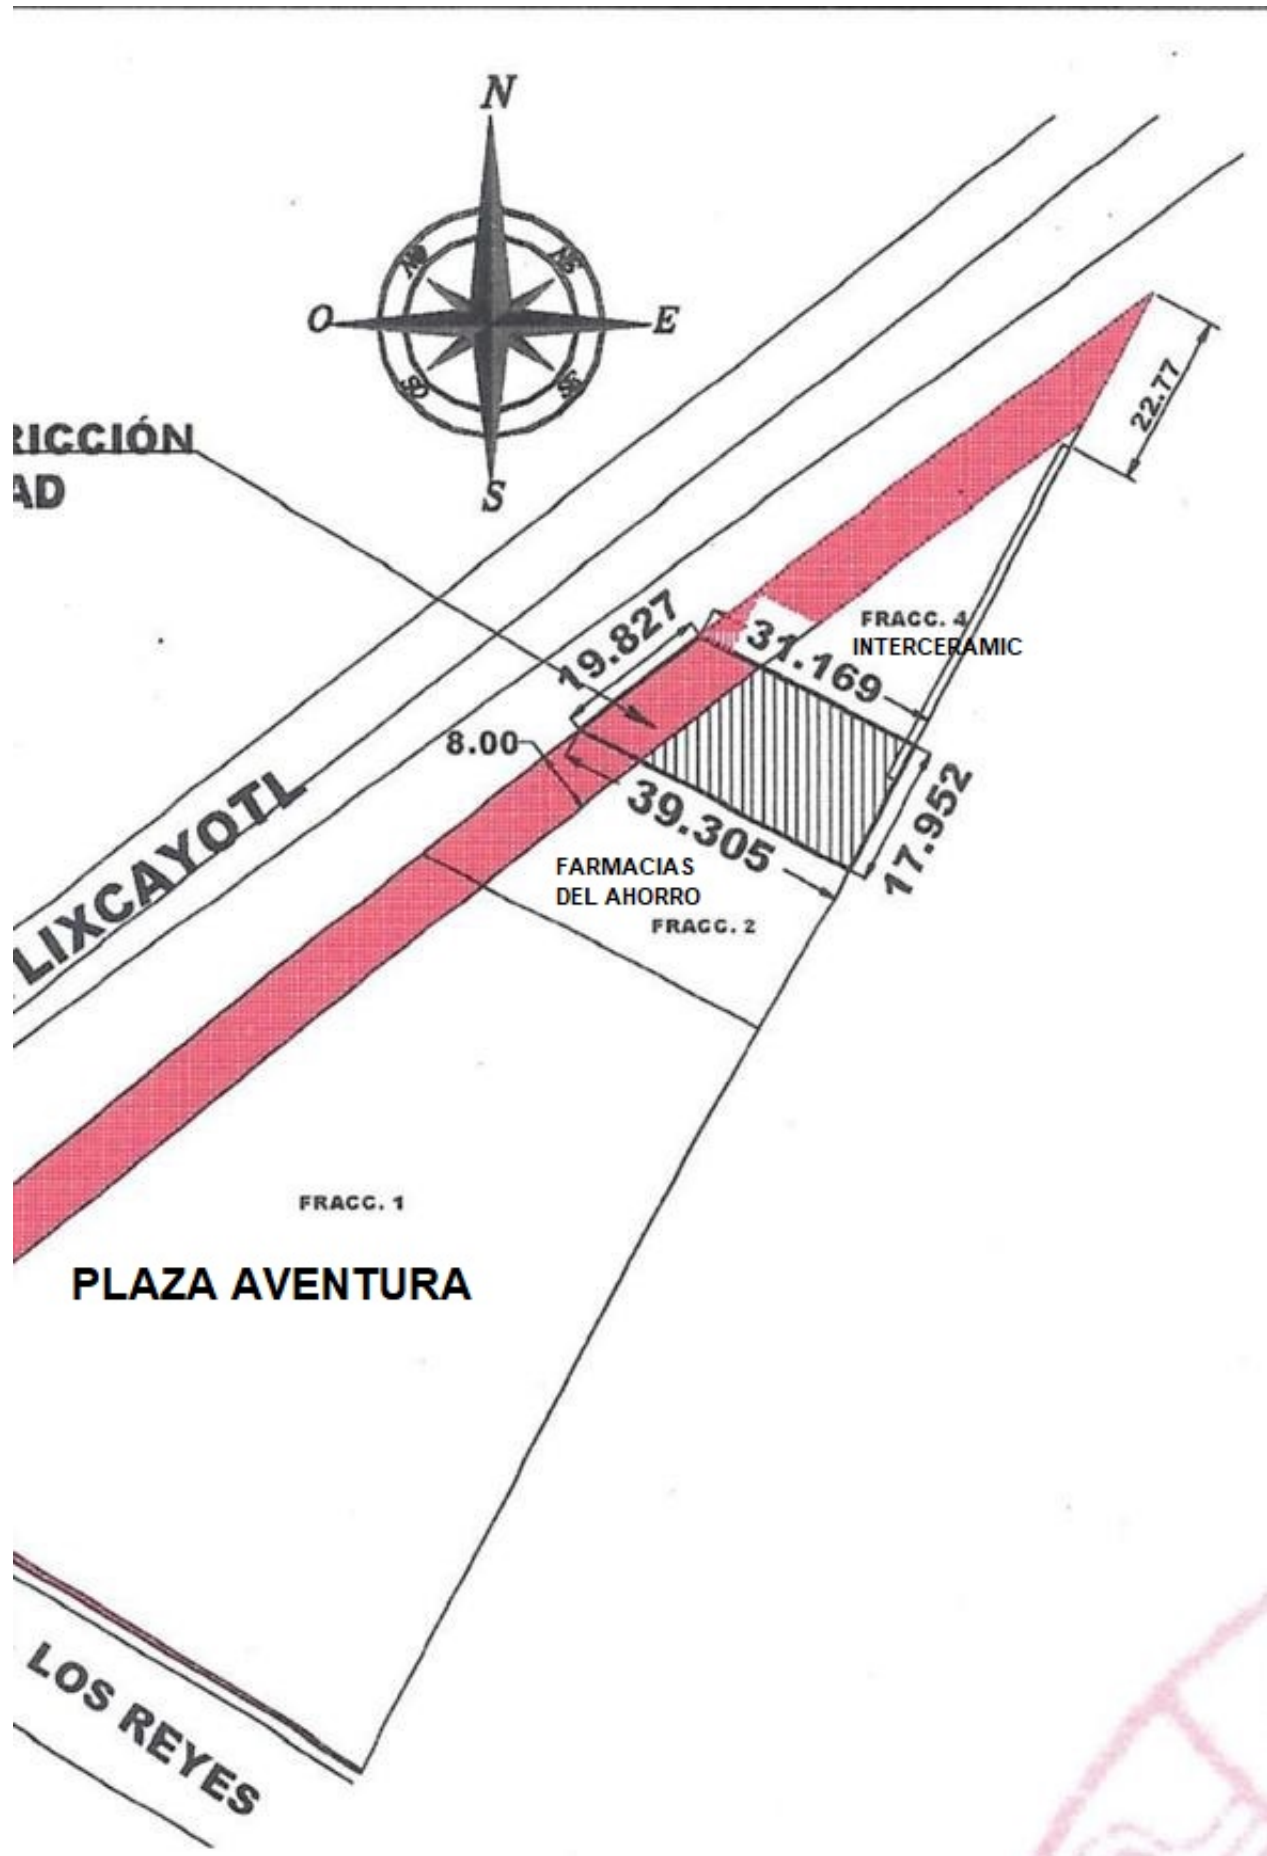 N
NO
NE
O
E
SO
SE
S
RICCIÓN
AD
22.77
19.827
31.169
FRACC. 4
INTERCERAMIC
8.00
39.305
17.952
LIXCAYOTL
FARMACIAS
DEL AHORRO
FRACC. 2
FRACC. 1
PLAZA AVENTURA
LOS REYES